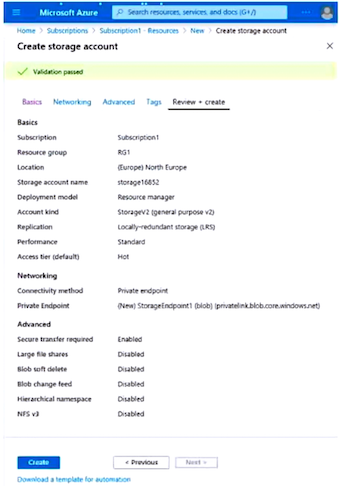 Microsoft Azure
Search resources, services, and docs (G+/)
Home > Subscriptions > Subscription1 - Resources > New > Create storage account
Create storage account
Validation passed
Basics Networking Advanced Tags Review + create
Basics
Subscription Subscription1
Resource group RG1
Location (Europe) North Europe
Storage account name storage16852
Deployment model Resource manager
Account kind StorageV2 (general purpose v2)
Replication Locally-redundant storage (LRS)
Performance Standard
Access tier (default) Hot
Networking
Connectivity method Private endpoint
Private Endpoint (New) StorageEndpoint1 (blob) (privatelink.blob.core.windows.net)
Advanced
Secure transfer required Enabled
Large file shares Disabled
Blob soft delete Disabled
Blob change feed Disabled
Hierarchical namespace Disabled
NFS v3 Disabled
Create < Previous Next >
Download a template for automation